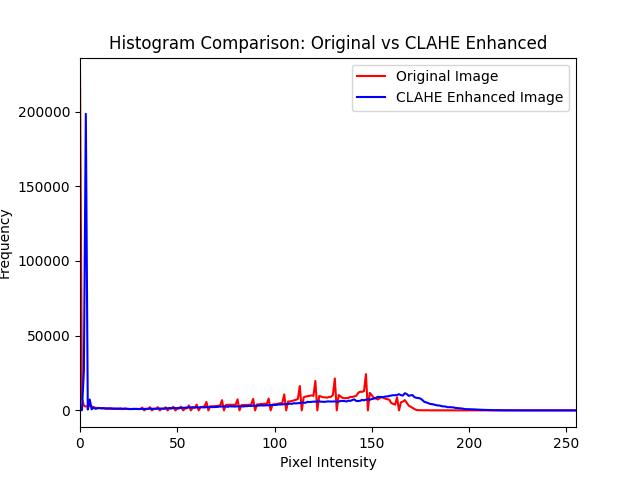 Histogram Comparison: Original vs CLAHE Enhanced
Original Image
CLAHE Enhanced Image
Frequency
200000
150000
100000
50000
0
0 50 100 150 200 250
Pixel Intensity